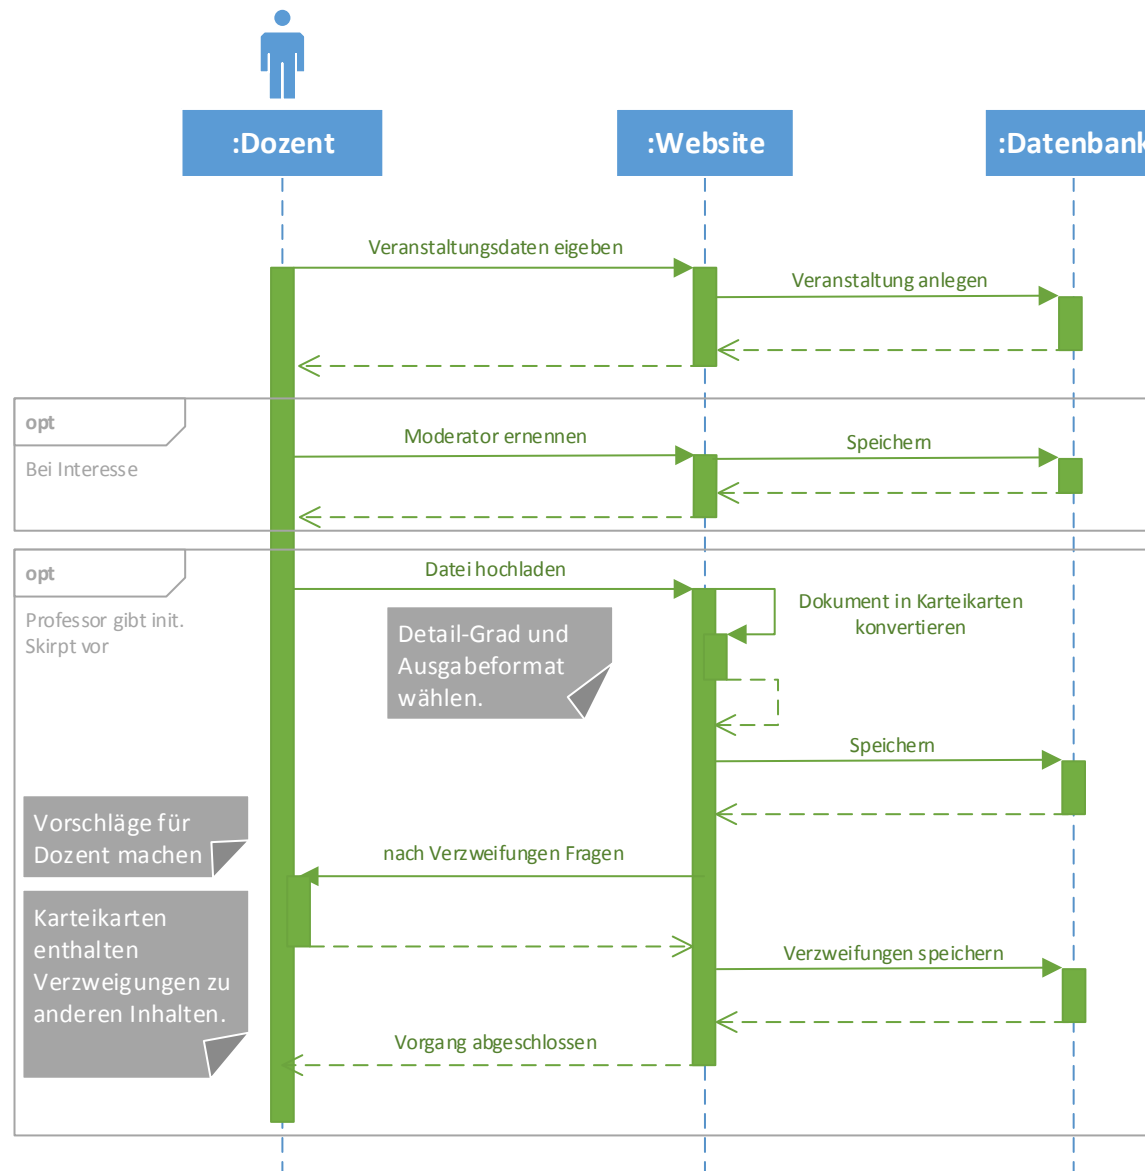 :Dozent
:Website
:Datenbank
Veranstaltungsdaten eigeben
Veranstaltung anlegen
opt
Bei Interesse
Moderator ernennen
Speichern
opt
Professor gibt init.
Skirpt vor
Datei hochladen
Dokument in Karteikarten
konvertieren
Detail-Grad und
Ausgabeformat
wählen.
Speichern
Vorschläge für
Dozent machen
nach Verzweifungen Fragen
Karteikarten
enthalten
Verzweigungen zu
anderen Inhalten.
Verzweifungen speichern
Vorgang abgeschlossen